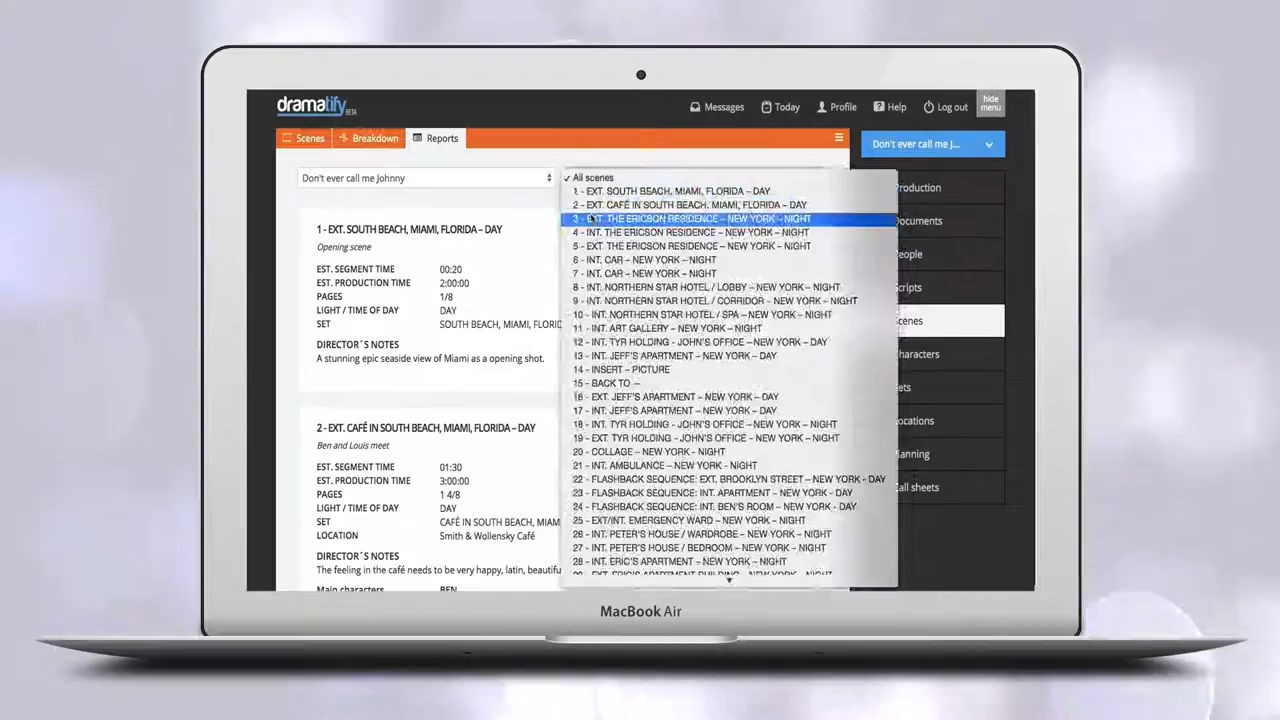 dramatify BETA
Messages
Today
Profile
Help
Log out
hide menu
Scenes
Breakdown
Reports
Don't ever call me J...
Don't ever call me Johnny
1 - EXT. SOUTH BEACH, MIAMI, FLORIDA – DAY
Opening scene
EST. SEGMENT TIME 00:20
EST. PRODUCTION TIME 2:00:00
PAGES 1/8
LIGHT / TIME OF DAY DAY
SET SOUTH BEACH, MIAMI, FLORID
DIRECTOR´S NOTES
A stunning epic seaside view of Miami as a opening shot.
2 - EXT. CAFÉ IN SOUTH BEACH, MIAMI, FLORIDA – DAY
Ben and Louis meet
EST. SEGMENT TIME 01:30
EST. PRODUCTION TIME 3:00:00
PAGES 1 4/8
LIGHT / TIME OF DAY DAY
SET CAFÉ IN SOUTH BEACH, MIAM
LOCATION Smith & Wollensky Café
DIRECTOR´S NOTES
The feeling in the café needs to be very happy, latin, beautifu
Main characters BEN
✓ All scenes
1 - EXT. SOUTH BEACH, MIAMI, FLORIDA – DAY
2 - EXT. CAFÉ IN SOUTH BEACH, MIAMI, FLORIDA – DAY
3 - EXT. THE ERICSON RESIDENCE – NEW YORK – NIGHT
4 - INT. THE ERICSON RESIDENCE – NEW YORK – NIGHT
5 - EXT. THE ERICSON RESIDENCE – NEW YORK – NIGHT
6 - INT. CAR – NEW YORK – NIGHT
7 - INT. CAR – NEW YORK – NIGHT
8 - INT. NORTHERN STAR HOTEL / LOBBY – NEW YORK - NIGHT
9 - INT. NORTHERN STAR HOTEL / CORRIDOR – NEW YORK - NIGHT
10 - INT. NORTHERN STAR HOTEL / SPA – NEW YORK - NIGHT
11 - INT. ART GALLERY – NEW YORK – NIGHT
12 - INT. TYR HOLDING - JOHN'S OFFICE – NEW YORK - DAY
13 - INT. JEFF'S APARTMENT – NEW YORK – DAY
14 - INSERT – PICTURE
15 - BACK TO —
16 - EXT. JEFF'S APARTMENT – NEW YORK – DAY
17 - INT. JEFF'S APARTMENT – NEW YORK – DAY
18 - INT. TYR HOLDING - JOHN'S OFFICE – NEW YORK - NIGHT
19 - EXT. TYR HOLDING - JOHN'S OFFICE – NEW YORK - NIGHT
20 - COLLAGE – NEW YORK - NIGHT
21 - INT. AMBULANCE – NEW YORK - NIGHT
22 - FLASHBACK SEQUENCE: EXT. BROOKLYN STREET – NEW YORK - DAY
23 - FLASHBACK SEQUENCE: INT. APARTMENT – NEW YORK - DAY
24 - FLASHBACK SEQUENCE: INT. BEN'S ROOM – NEW YORK - DAY
25 - EXT/INT. EMERGENCY WARD – NEW YORK - NIGHT
26 - INT. PETER'S HOUSE / WARDROBE – NEW YORK - NIGHT
27 - INT. PETER'S HOUSE / BEDROOM – NEW YORK - NIGHT
28 - INT. ERIC'S APARTMENT – NEW YORK – NIGHT
29 - EXT. ERIC'S APARTMENT BUILDING – NEW YORK - NIGHT
roduction
ocuments
eople
cripts
cenes
haracters
ets
ocations
lanning
all sheets
MacBook Air